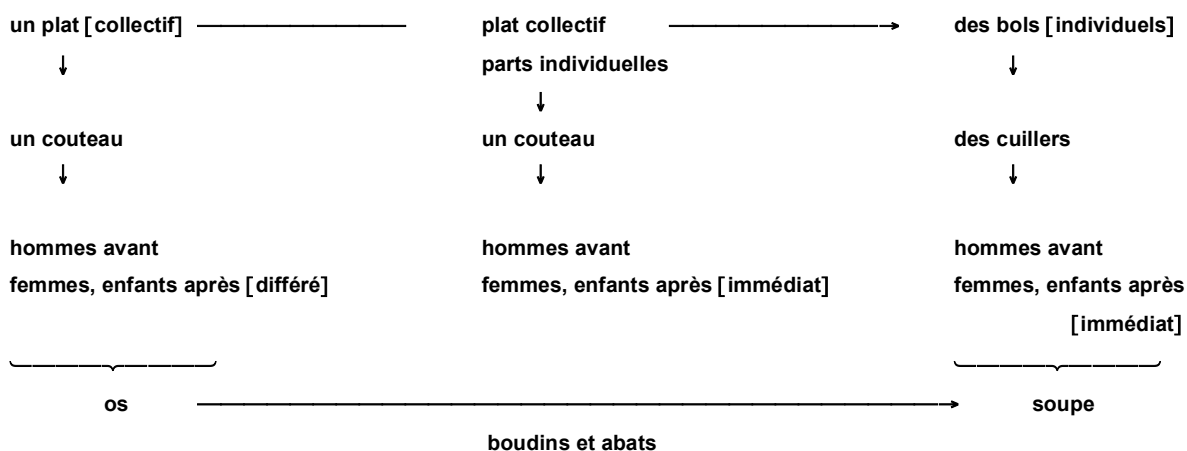 un plat [collectif] plat collectif des bols [individuels]
parts individuelles
un couteau un couteau des cuillers
hommes avant hommes avant hommes avant
femmes, enfants après [différé] femmes, enfants après [immédiat] femmes, enfants après
[immédiat]
os soupe
boudins et abats